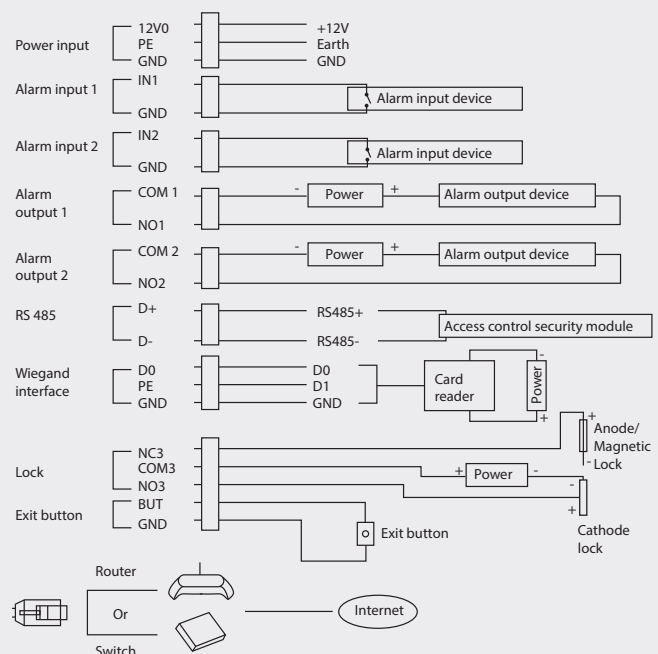 Power input
12V0
PE
GND
+12V
Earth
GND
Alarm input 1
IN1
GND
Alarm input device
Alarm input 2
IN2
GND
Alarm input device
Alarm
output 1
COM 1
NO1
- Power +
Alarm output device
Alarm
output 2
COM 2
NO2
- Power +
Alarm output device
RS 485
D+
D-
RS485+
RS485-
Access control security module
Wiegand
interface
D0
PE
GND
D0
D1
GND
Card
reader
-
Power
+
Lock
NC3
COM3
NO3
+
Anode/
Magnetic
- Lock
+ Power -
-
+
Cathode
lock
Exit button
BUT
GND
Exit button
Router
Or
Switch
Internet